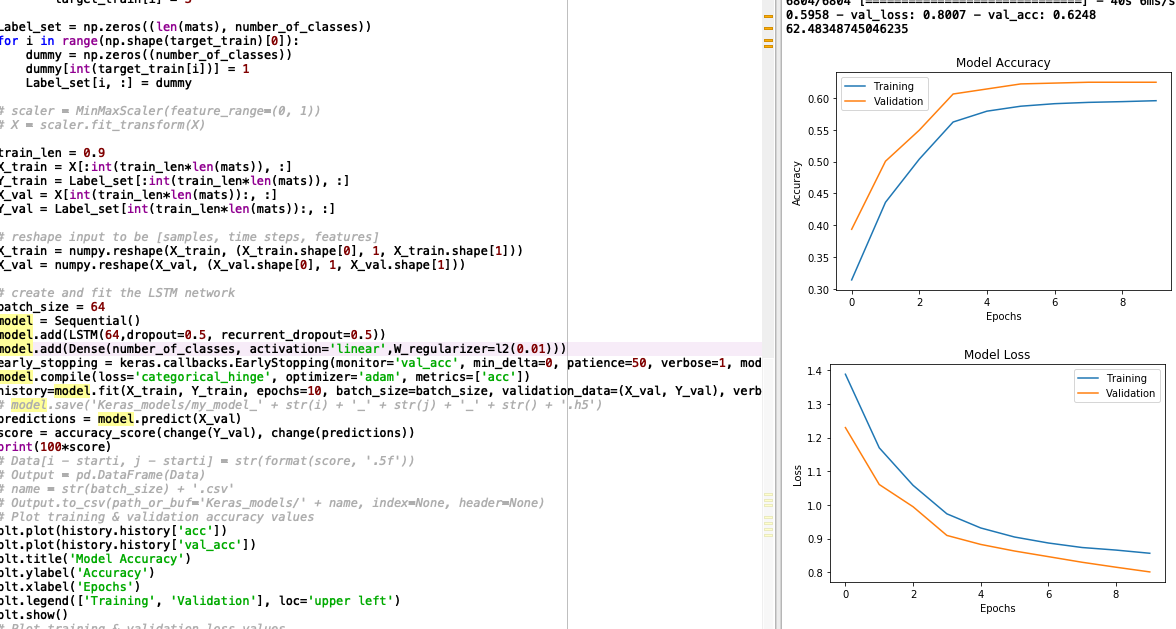 target_train[i] = 3
Label_set = np.zeros((len(mats), number_of_classes))
for i in range(np.shape(target_train)[0]):
dummy = np.zeros((number_of_classes))
dummy[int(target_train[i])] = 1
Label_set[i, :] = dummy
# scaler = MinMaxScaler(feature_range=(0, 1))
# X = scaler.fit_transform(X)
train_len = 0.9
X_train = X[:int(train_len*len(mats)), :]
Y_train = Label_set[:int(train_len*len(mats)), :]
X_val = X[int(train_len*len(mats)):, :]
Y_val = Label_set[int(train_len*len(mats)):, :]
# reshape input to be [samples, time steps, features]
X_train = numpy.reshape(X_train, (X_train.shape[0], 1, X_train.shape[1]))
X_val = numpy.reshape(X_val, (X_val.shape[0], 1, X_val.shape[1]))
# create and fit the LSTM network
batch_size = 64
model = Sequential()
model.add(LSTM(64,dropout=0.5, recurrent_dropout=0.5))
model.add(Dense(number_of_classes, activation='linear',W_regularizer=l2(0.01)))
early_stopping = keras.callbacks.EarlyStopping(monitor='val_acc', min_delta=0, patience=50, verbose=1, mod
model.compile(loss='categorical_hinge', optimizer='adam', metrics=['acc'])
history=model.fit(X_train, Y_train, epochs=10, batch_size=batch_size, validation_data=(X_val, Y_val), verb
# model.save('Keras_models/my_model_' + str(i) + '_' + str(j) + '_' + str() + '.h5')
predictions = model.predict(X_val)
score = accuracy_score(change(Y_val), change(predictions))
print(100*score)
# Data[i - starti, j - starti] = str(format(score, '.5f'))
# Output = pd.DataFrame(Data)
# name = str(batch_size) + '.csv'
# Output.to_csv(path_or_buf='Keras_models/' + name, index=None, header=None)
# Plot training & validation accuracy values
plt.plot(history.history['acc'])
plt.plot(history.history['val_acc'])
plt.title('Model Accuracy')
plt.ylabel('Accuracy')
plt.xlabel('Epochs')
plt.legend(['Training', 'Validation'], loc='upper left')
plt.show()
# Plot training & validation loss values
6804/6804 [==============================] - 40s 6ms/s
0.5958 - val_loss: 0.8007 - val_acc: 0.6248
62.48348745046235
Model Accuracy
Training
Validation
0.60
0.55
0.50
0.45
0.40
0.35
0.30
Accuracy
0 2 4 6 8
Epochs
Model Loss
Training
Validation
1.4
1.3
1.2
1.1
1.0
0.9
0.8
Loss
0 2 4 6 8
Epochs